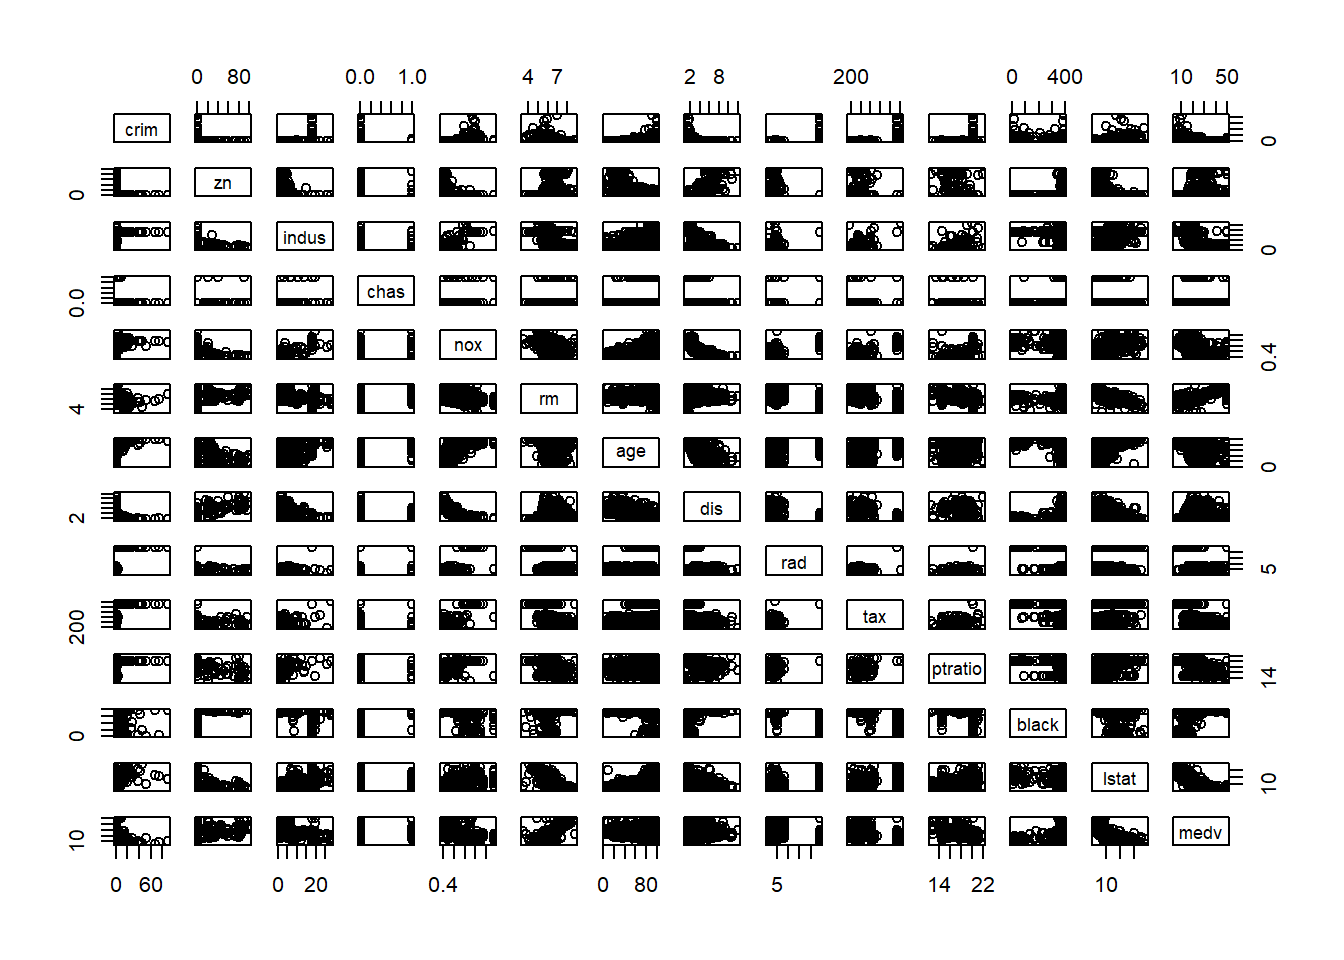 0 80 0.0 1.0 4 7 2 8 200 0 400 10 50
crim 0
0 zn
indus 0
0.0 chas
nox 0.4
4 rm
age 0
2 dis
rad 5
200 tax
ptratio 14
0 black
lstat 10
10 medv
0 60 0 20 0.4 0 80 5 14 22 10